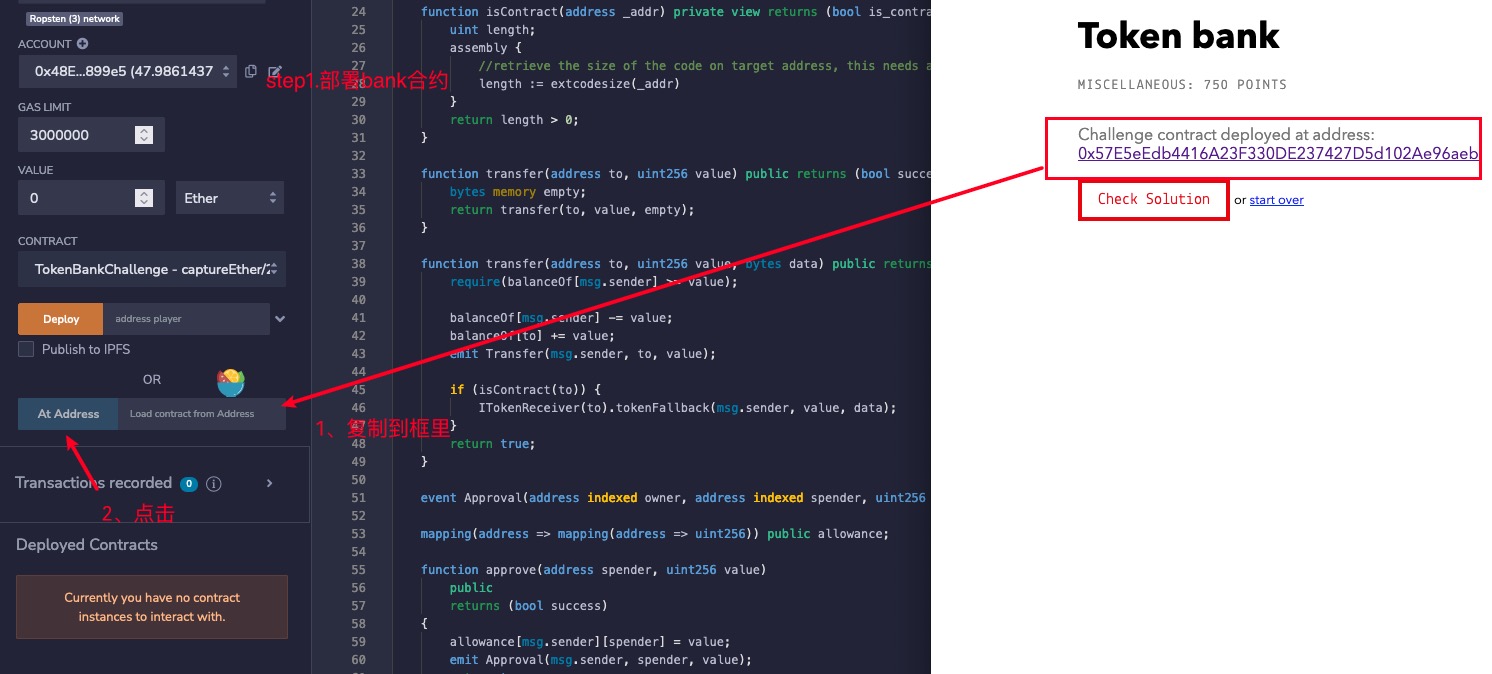 Ropsten (3) network
ACCOUNT
0x48E...899e5 (47.9861437
step1.部署bank合约
GAS LIMIT
3000000
VALUE
0
Ether
CONTRACT
TokenBankChallenge - captureEther/
Deploy
address player
Publish to IPFS
OR
At Address
Load contract from Address
1、复制到框里
2、点击
Transactions recorded 0 i
Deployed Contracts
Currently you have no contract
instances to interact with.
24 function isContract(address _addr) private view returns (bool is_contra
25 uint length;
26 assembly {
27 //retrieve the size of the code on target address, this needs a
28 length := extcodesize(_addr)
29 }
30 return length > 0;
31 }
32
33 function transfer(address to, uint256 value) public returns (bool succe
34 bytes memory empty;
35 return transfer(to, value, empty);
36 }
37
38 function transfer(address to, uint256 value, bytes data) public returns
39 require(balanceOf[msg.sender] >= value);
40
41 balanceOf[msg.sender] -= value;
42 balanceOf[to] += value;
43 emit Transfer(msg.sender, to, value);
44
45 if (isContract(to)) {
46 ITokenReceiver(to).tokenFallback(msg.sender, value, data);
47 }
48 return true;
49 }
50
51 event Approval(address indexed owner, address indexed spender, uint256
52
53 mapping(address => mapping(address => uint256)) public allowance;
54
55 function approve(address spender, uint256 value)
56 public
57 returns (bool success)
58 {
59 allowance[msg.sender][spender] = value;
60 emit Approval(msg.sender, spender, value);
Token bank
MISCELLANEOUS: 750 POINTS
Challenge contract deployed at address:
0x57E5eEdb4416A23F330DE237427D5d102Ae96aeb
Check Solution or start over